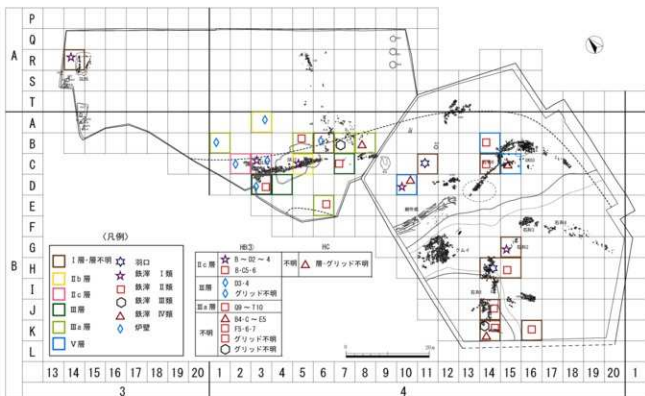 P
Q
A R
S
T
A
B
C
D
E
F
G
B H
I
J
K
L
〈凡例〉
Ⅰ層・層不明
Ⅱb層
Ⅱc層
Ⅲ層
Ⅲa層
Ⅴ層
羽口
鉄滓 Ⅰ類
鉄滓 Ⅱ類
鉄滓 Ⅲ類
鉄滓 Ⅳ類
炉壁
HB③
Ⅱc層 B～D2～4
B-C5-6
Ⅲ層 D3-4
グリッド不明
Ⅲa層 Q9～T10
不明 B4-C～E5
F5-6-7
グリッド不明
グリッド不明
HC
不明 層・グリッド不明
0 20m
13 14 15 16 17 18 19 20 1 2 3 4 5 6 7 8 9 10 11 12 13 14 15 16 17 18 19 20 1
3 4